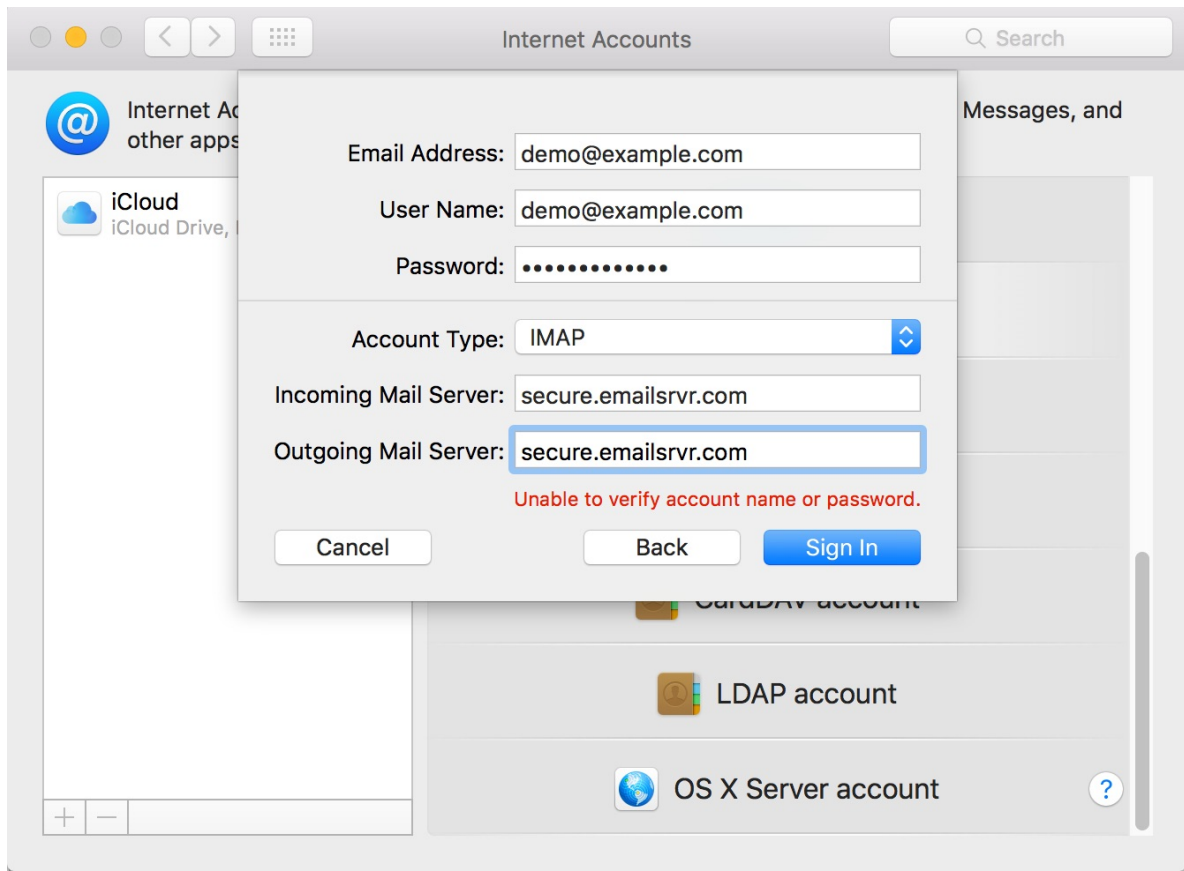 Internet Accounts
Search
Internet Ac
Messages, and
other apps
Email Address: demo@example.com
iCloud
User Name: demo@example.com
iCloud Drive,
Password: •••••••••••••
Account Type: IMAP
Incoming Mail Server: secure.emailsrvr.com
Outgoing Mail Server: secure.emailsrvr.com
Unable to verify account name or password.
Cancel Back Sign In
CardDAV account
LDAP account
OS X Server account
?